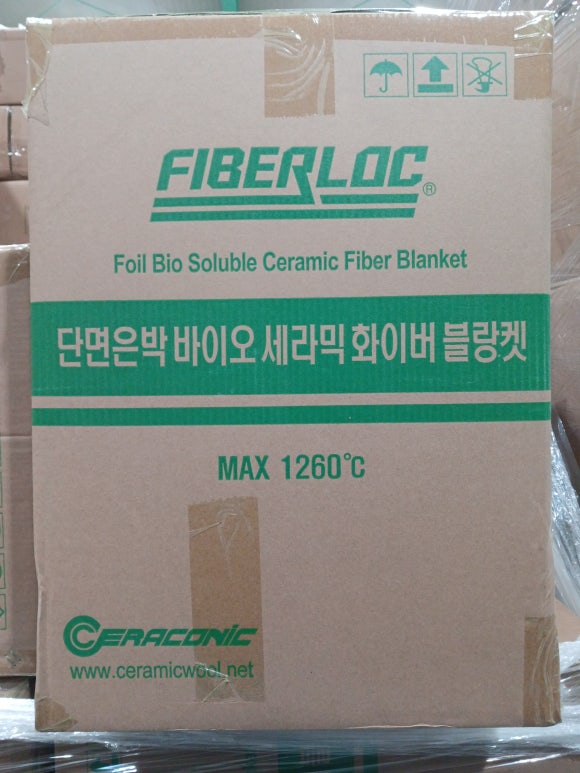 FIBERLOC®
Foil Bio Soluble Ceramic Fiber Blanket
단면은박 바이오 세라믹 화이버 블랑켓
MAX 1260℃
CERACONIC
www.ceramicwool.net